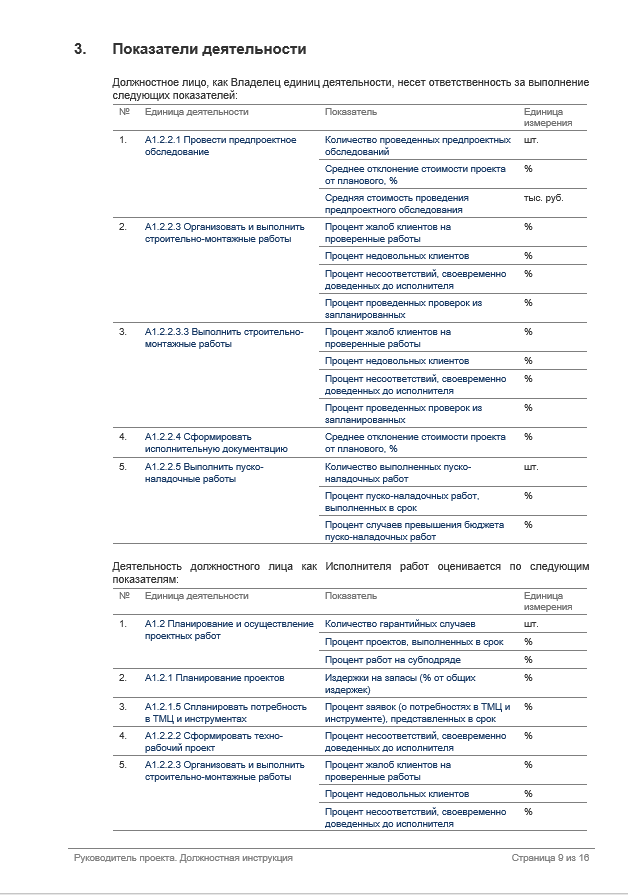 3. Показатели деятельности
Должностное лицо, как Владелец единиц деятельности, несет ответственность за выполнение
следующих показателей:
№ Единица деятельности Показатель Единица
измерения
1. A1.2.2.1 Провести предпроектное Количество проведенных предпроектных шт.
обследование обследований
Среднее отклонение стоимости проекта %
от планового, %
Средняя стоимость проведения тыс. руб.
предпроектного обследования
2. A1.2.2.3 Организовать и выполнить Процент жалоб клиентов на %
строительно-монтажные работы проверенные работы
Процент недовольных клиентов %
Процент несоответствий, своевременно %
доведенных до исполнителя
Процент проведенных проверок из %
запланированных
3. A1.2.2.3.3 Выполнить строительно- Процент жалоб клиентов на %
монтажные работы проверенные работы
Процент недовольных клиентов %
Процент несоответствий, своевременно %
доведенных до исполнителя
Процент проведенных проверок из %
запланированных
4. A1.2.2.4 Сформировать Среднее отклонение стоимости проекта %
исполнительную документацию от планового, %
5. A1.2.2.5 Выполнить пуско- Количество выполненных пуско- шт.
наладочные работы наладочных работ
Процент пуско-наладочных работ, %
выполненных в срок
Процент случаев превышения бюджета %
пуско-наладочных работ
Деятельность должностного лица как Исполнителя работ оценивается по следующим
показателям:
№ Единица деятельности Показатель Единица
измерения
1. A1.2 Планирование и осуществление Количество гарантийных случаев шт.
проектных работ
Процент проектов, выполненных в срок %
Процент работ на субподряде %
2. A1.2.1 Планирование проектов Издержки на запасы (% от общих %
издержек)
3. A1.2.1.5 Спланировать потребность Процент заявок (о потребностях в ТМЦ и %
в ТМЦ и инструментах инструменте), представленных в срок
4. A1.2.2.2 Сформировать техно- Процент несоответствий, своевременно %
рабочий проект доведенных до исполнителя
5. A1.2.2.3 Организовать и выполнить Процент жалоб клиентов на %
строительно-монтажные работы проверенные работы
Процент недовольных клиентов %
Процент несоответствий, своевременно %
доведенных до исполнителя
Руководитель проекта. Должностная инструкция Страница 9 из 16